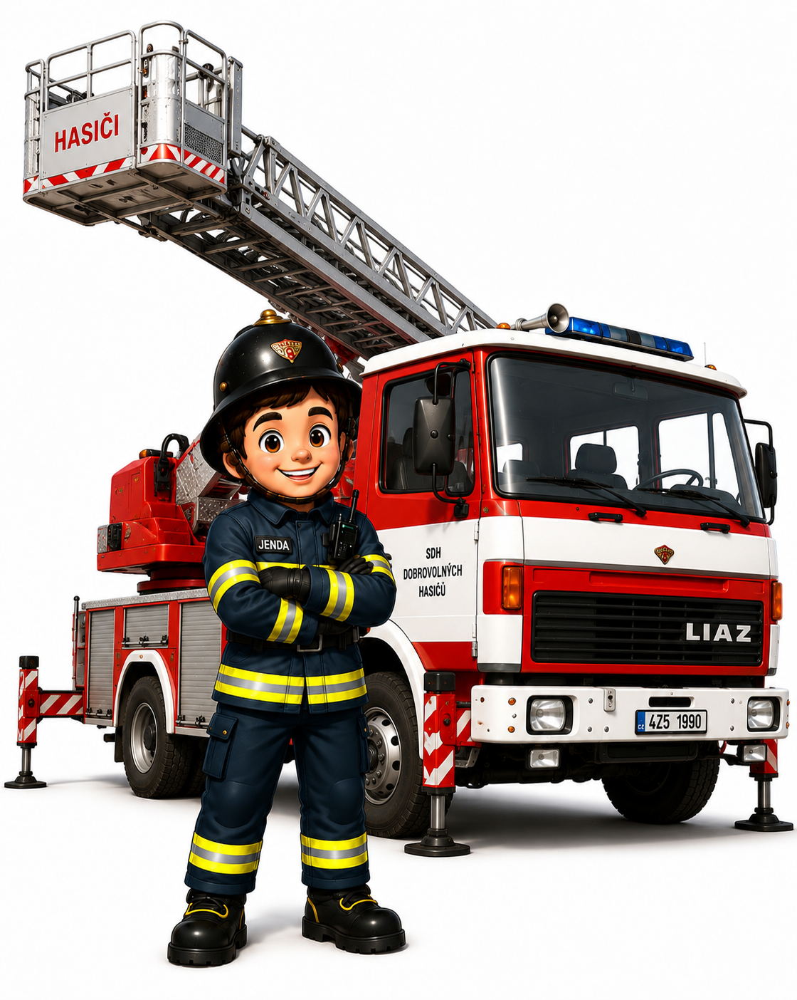 HASIČI
JENDA
SDH
DOBROVOLNÝCH
HASIČŮ
LIAZ
CZ
4Z5 1990